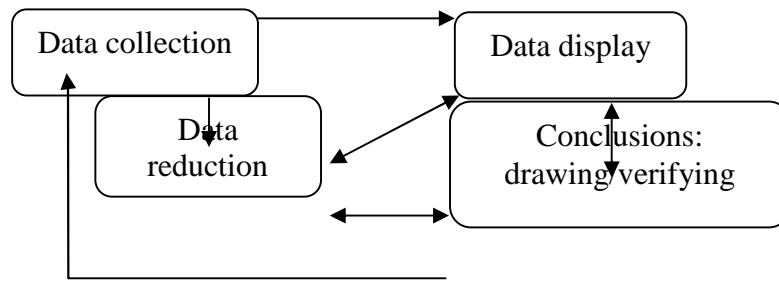 Data collection
Data display
Data
reduction
Conclusions:
drawing/verifying